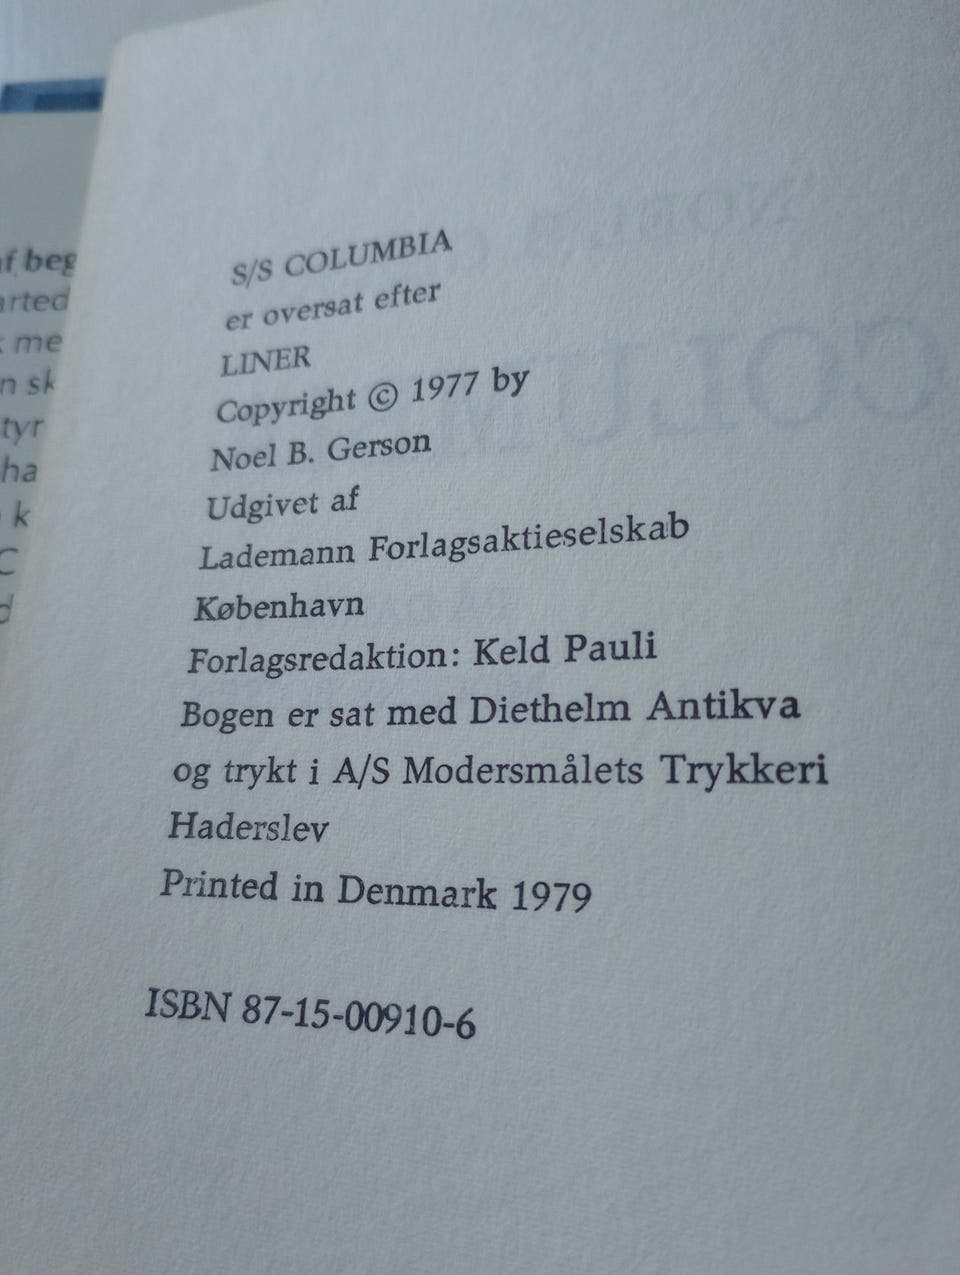 S/S COLUMBIA
er oversat efter
LINER
Copyright © 1977 by
Noel B. Gerson
Udgivet af
Lademann Forlagsaktieselskab
København
Forlagsredaktion: Keld Pauli
Bogen er sat med Diethelm Antikva
og trykt i A/S Modersmålets Trykkeri
Haderslev
Printed in Denmark 1979
ISBN 87-15-00910-6